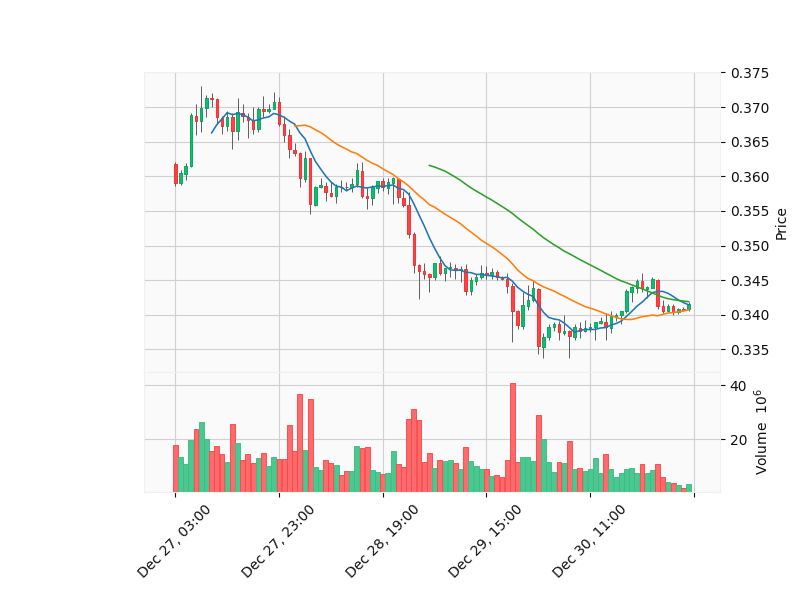 0.375
0.370
0.365
0.360
0.355
0.350
0.345
0.340
0.335
Price
40
20
Volume 10⁶
Dec 27, 03:00
Dec 27, 23:00
Dec 28, 19:00
Dec 29, 15:00
Dec 30, 11:00